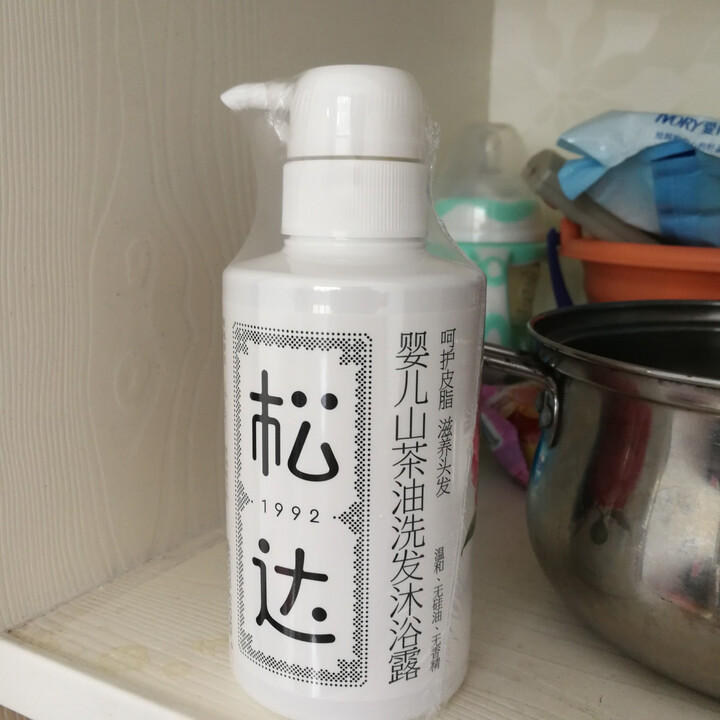 松
1992
达
婴儿山茶油洗发沐浴露
呵护皮脂 滋养头发
温和、无硅油、无香精
IVORY